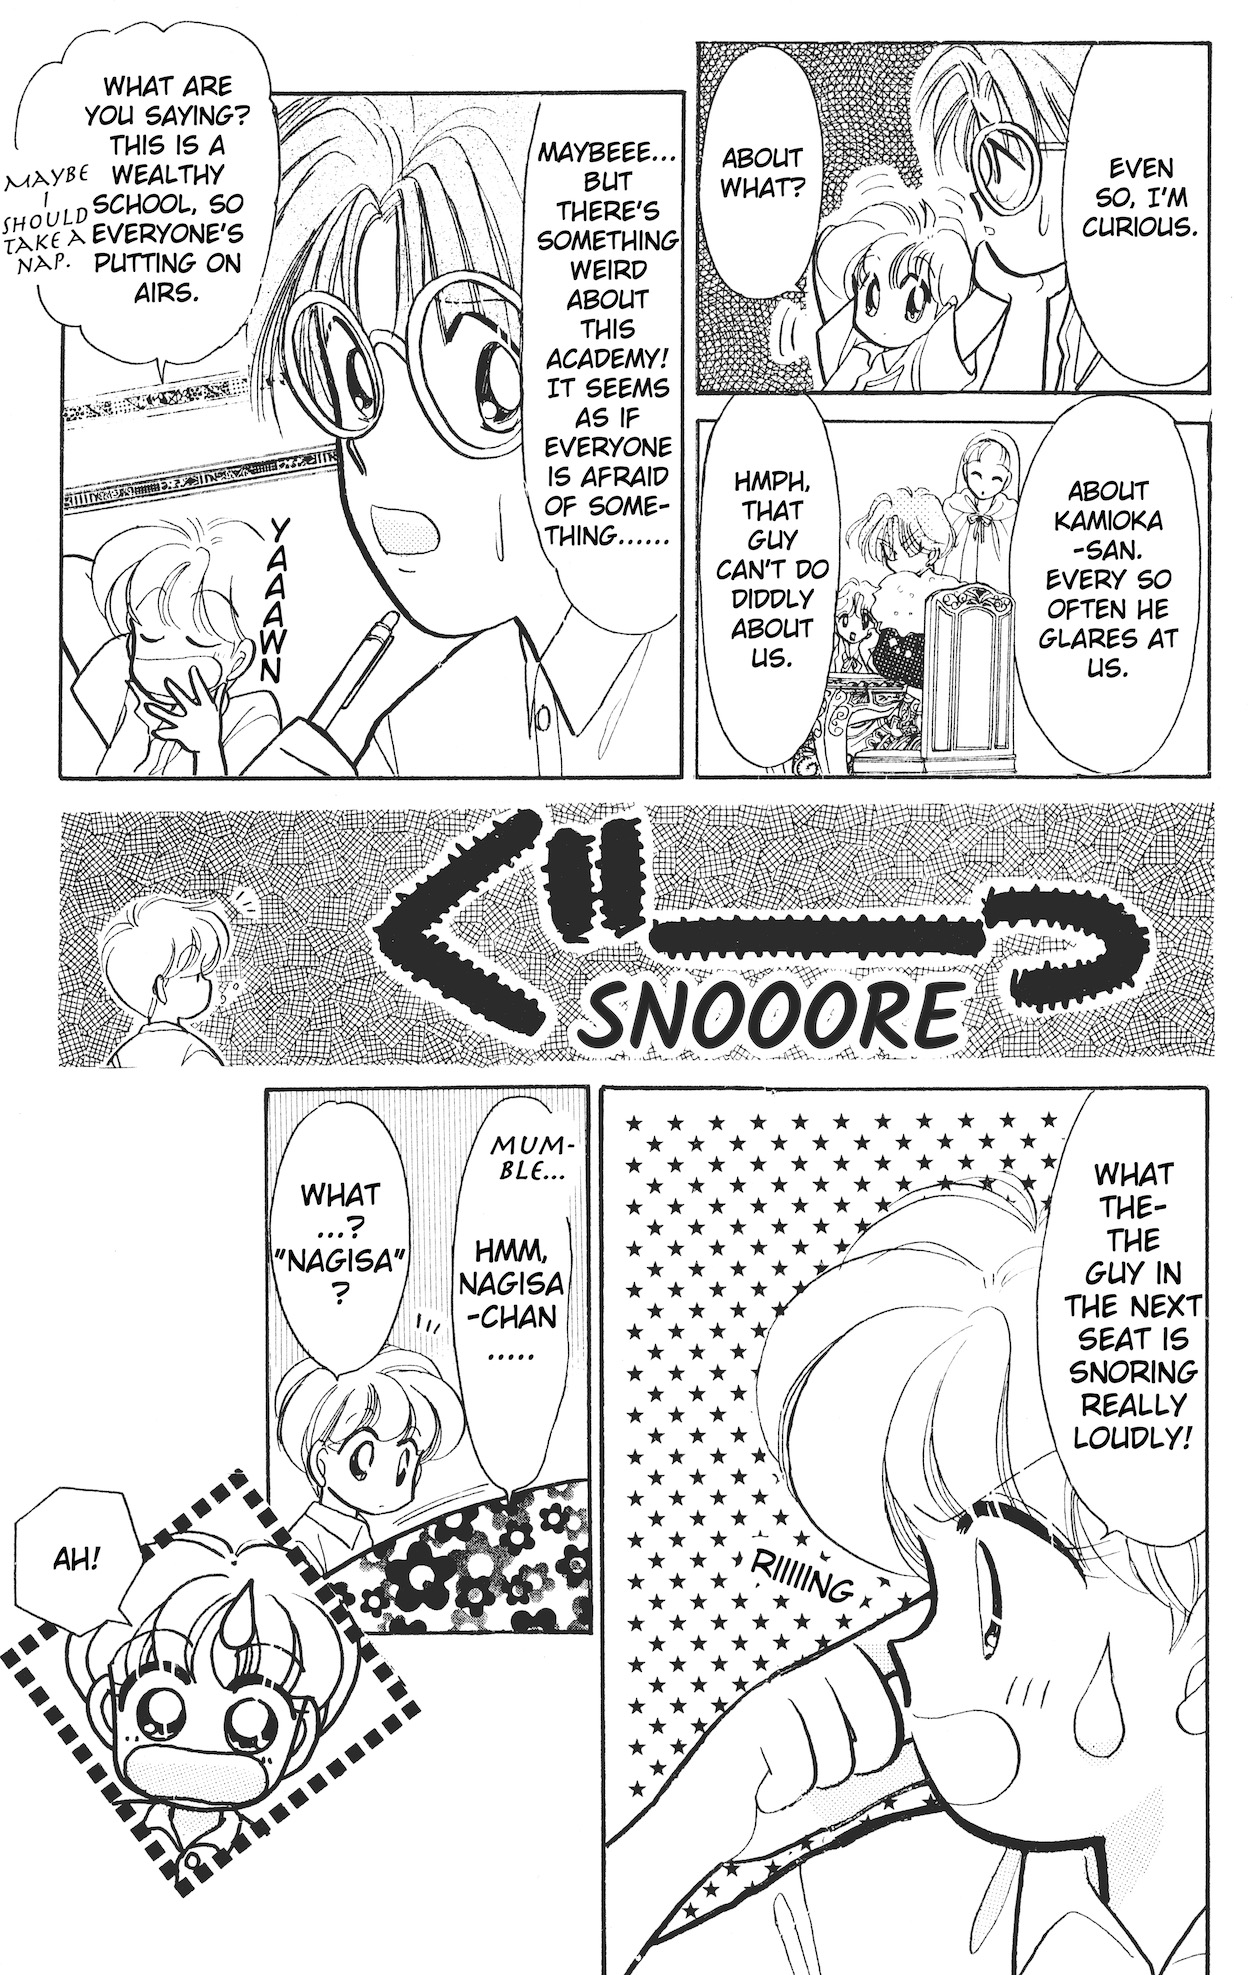 EVEN
SO, I'M
CURIOUS.
ABOUT
WHAT?
ABOUT
KAMIOKA
-SAN.
EVERY SO
OFTEN HE
GLARES AT
US.
HMPH,
THAT
GUY
CAN'T DO
DIDDLY
ABOUT
US.
MAYBEEE...
BUT
THERE'S
SOMETHING
WEIRD
ABOUT
THIS
ACADEMY!
IT SEEMS
AS IF
EVERYONE
IS AFRAID
OF SOME-
THING......
WHAT ARE
YOU SAYING?
THIS IS A
WEALTHY
SCHOOL, SO
EVERYONE'S
PUTTING ON
AIRS.
MAYBE
I
SHOULD
TAKE A
NAP.
YAAAWN
ぐーっ
SNOOORE
WHAT
THE-
THE
GUY IN
THE NEXT
SEAT IS
SNORING
REALLY
LOUDLY!
RIIIIING
MUM-
BLE...
HMM,
NAGISA
-CHAN
.....
WHAT
...?
"NAGISA"
?
AH!